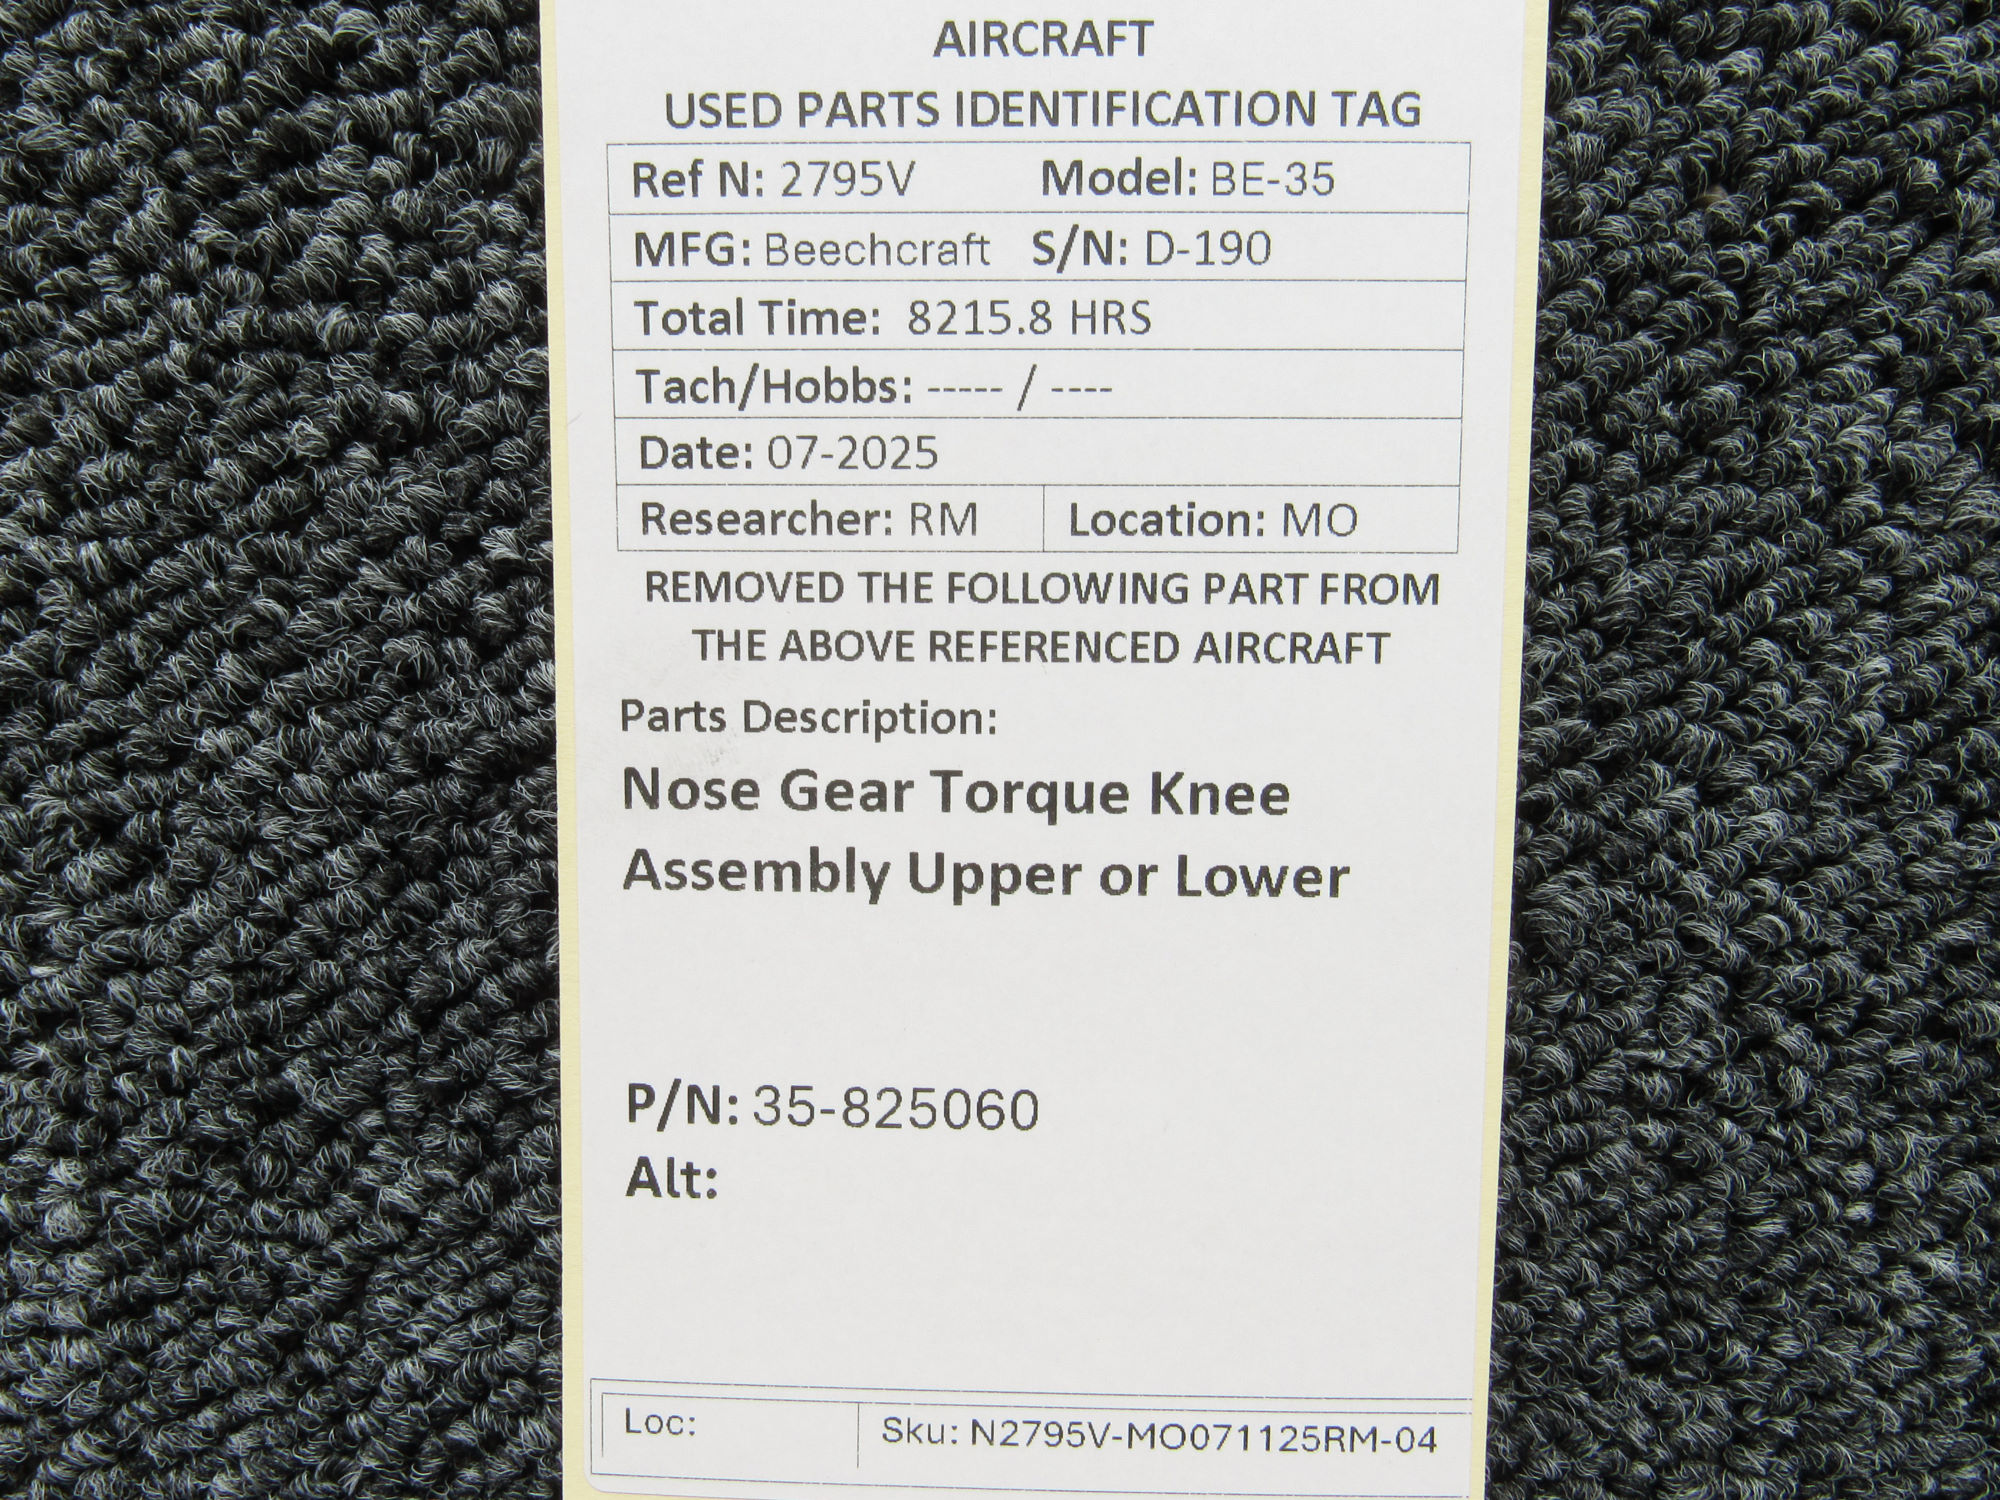 AIRCRAFT
USED PARTS IDENTIFICATION TAG
Ref N: 2795V Model: BE-35
MFG: Beechcraft S/N: D-190
Total Time: 8215.8 HRS
Tach/Hobbs: ----- / ----
Date: 07-2025
Researcher: RM Location: MO
REMOVED THE FOLLOWING PART FROM
THE ABOVE REFERENCED AIRCRAFT
Parts Description:
Nose Gear Torque Knee
Assembly Upper or Lower
P/N: 35-825060
Alt:
Loc: Sku: N2795V-MO071125RM-04